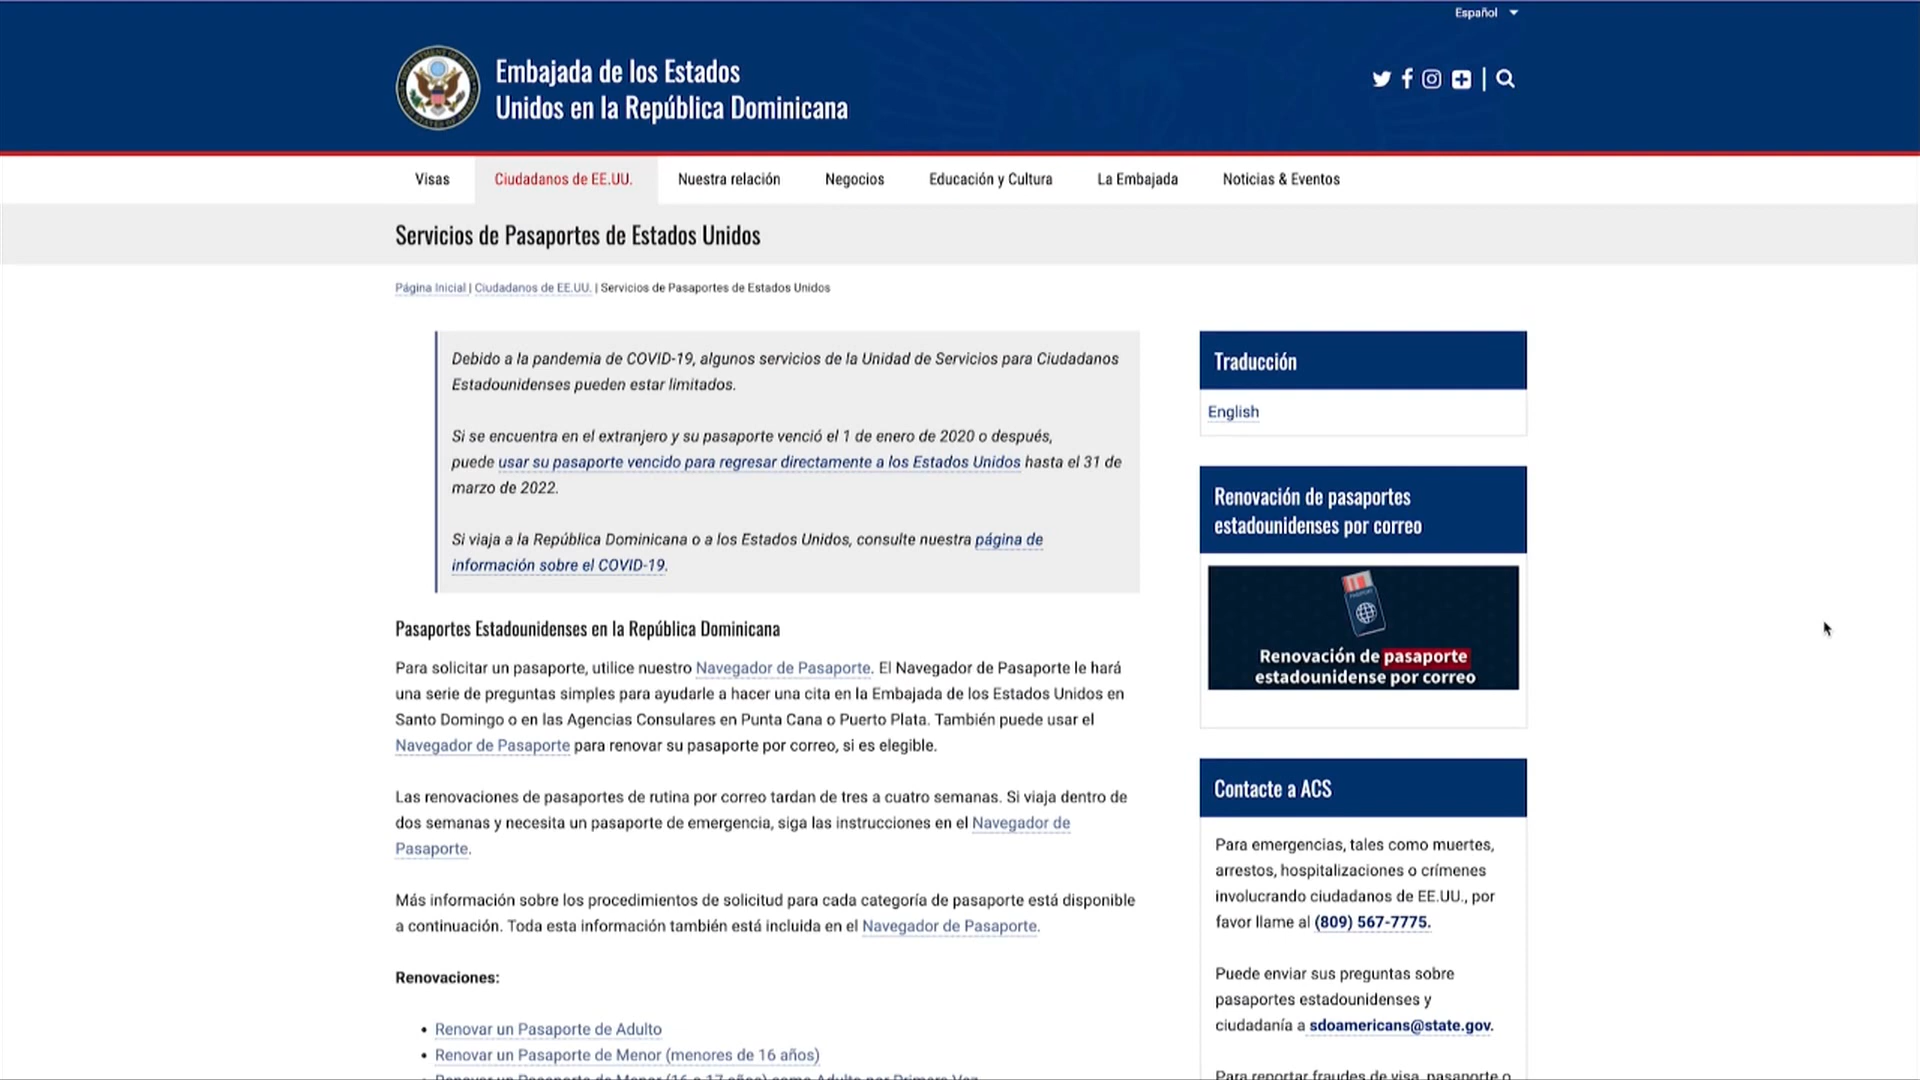 Español
Embajada de los Estados
Unidos en la República Dominicana
Visas
Ciudadanos de EE.UU.
Nuestra relación
Negocios
Educación y Cultura
La Embajada
Noticias & Eventos
Servicios de Pasaportes de Estados Unidos
Página Inicial | Ciudadanos de EE.UU. | Servicios de Pasaportes de Estados Unidos
Debido a la pandemia de COVID-19, algunos servicios de la Unidad de Servicios para Ciudadanos
Estadounidenses pueden estar limitados.
Si se encuentra en el extranjero y su pasaporte venció el 1 de enero de 2020 o después,
puede usar su pasaporte vencido para regresar directamente a los Estados Unidos hasta el 31 de
marzo de 2022.
Si viaja a la República Dominicana o a los Estados Unidos, consulte nuestra página de
información sobre el COVID-19.
Pasaportes Estadounidenses en la República Dominicana
Para solicitar un pasaporte, utilice nuestro Navegador de Pasaporte. El Navegador de Pasaporte le hará
una serie de preguntas simples para ayudarle a hacer una cita en la Embajada de los Estados Unidos en
Santo Domingo o en las Agencias Consulares en Punta Cana o Puerto Plata. También puede usar el
Navegador de Pasaporte para renovar su pasaporte por correo, si es elegible.
Las renovaciones de pasaportes de rutina por correo tardan de tres a cuatro semanas. Si viaja dentro de
dos semanas y necesita un pasaporte de emergencia, siga las instrucciones en el Navegador de
Pasaporte.
Más información sobre los procedimientos de solicitud para cada categoría de pasaporte está disponible
a continuación. Toda esta información también está incluida en el Navegador de Pasaporte.
Renovaciones:
• Renovar un Pasaporte de Adulto
• Renovar un Pasaporte de Menor (menores de 16 años)
Renovar un Pasaporte de Menor (16 o 17 años) como Adulto por Primera Vez
Traducción
English
Renovación de pasaportes
estadounidenses por correo
PASSPORT
Renovación de pasaporte
estadounidense por correo
Contacte a ACS
Para emergencias, tales como muertes,
arrestos, hospitalizaciones o crímenes
involucrando ciudadanos de EE.UU., por
favor llame al (809) 567-7775.
Puede enviar sus preguntas sobre
pasaportes estadounidenses y
ciudadanía a sdoamericans@state.gov.
Para reportar fraudes de visa, pasaporte o